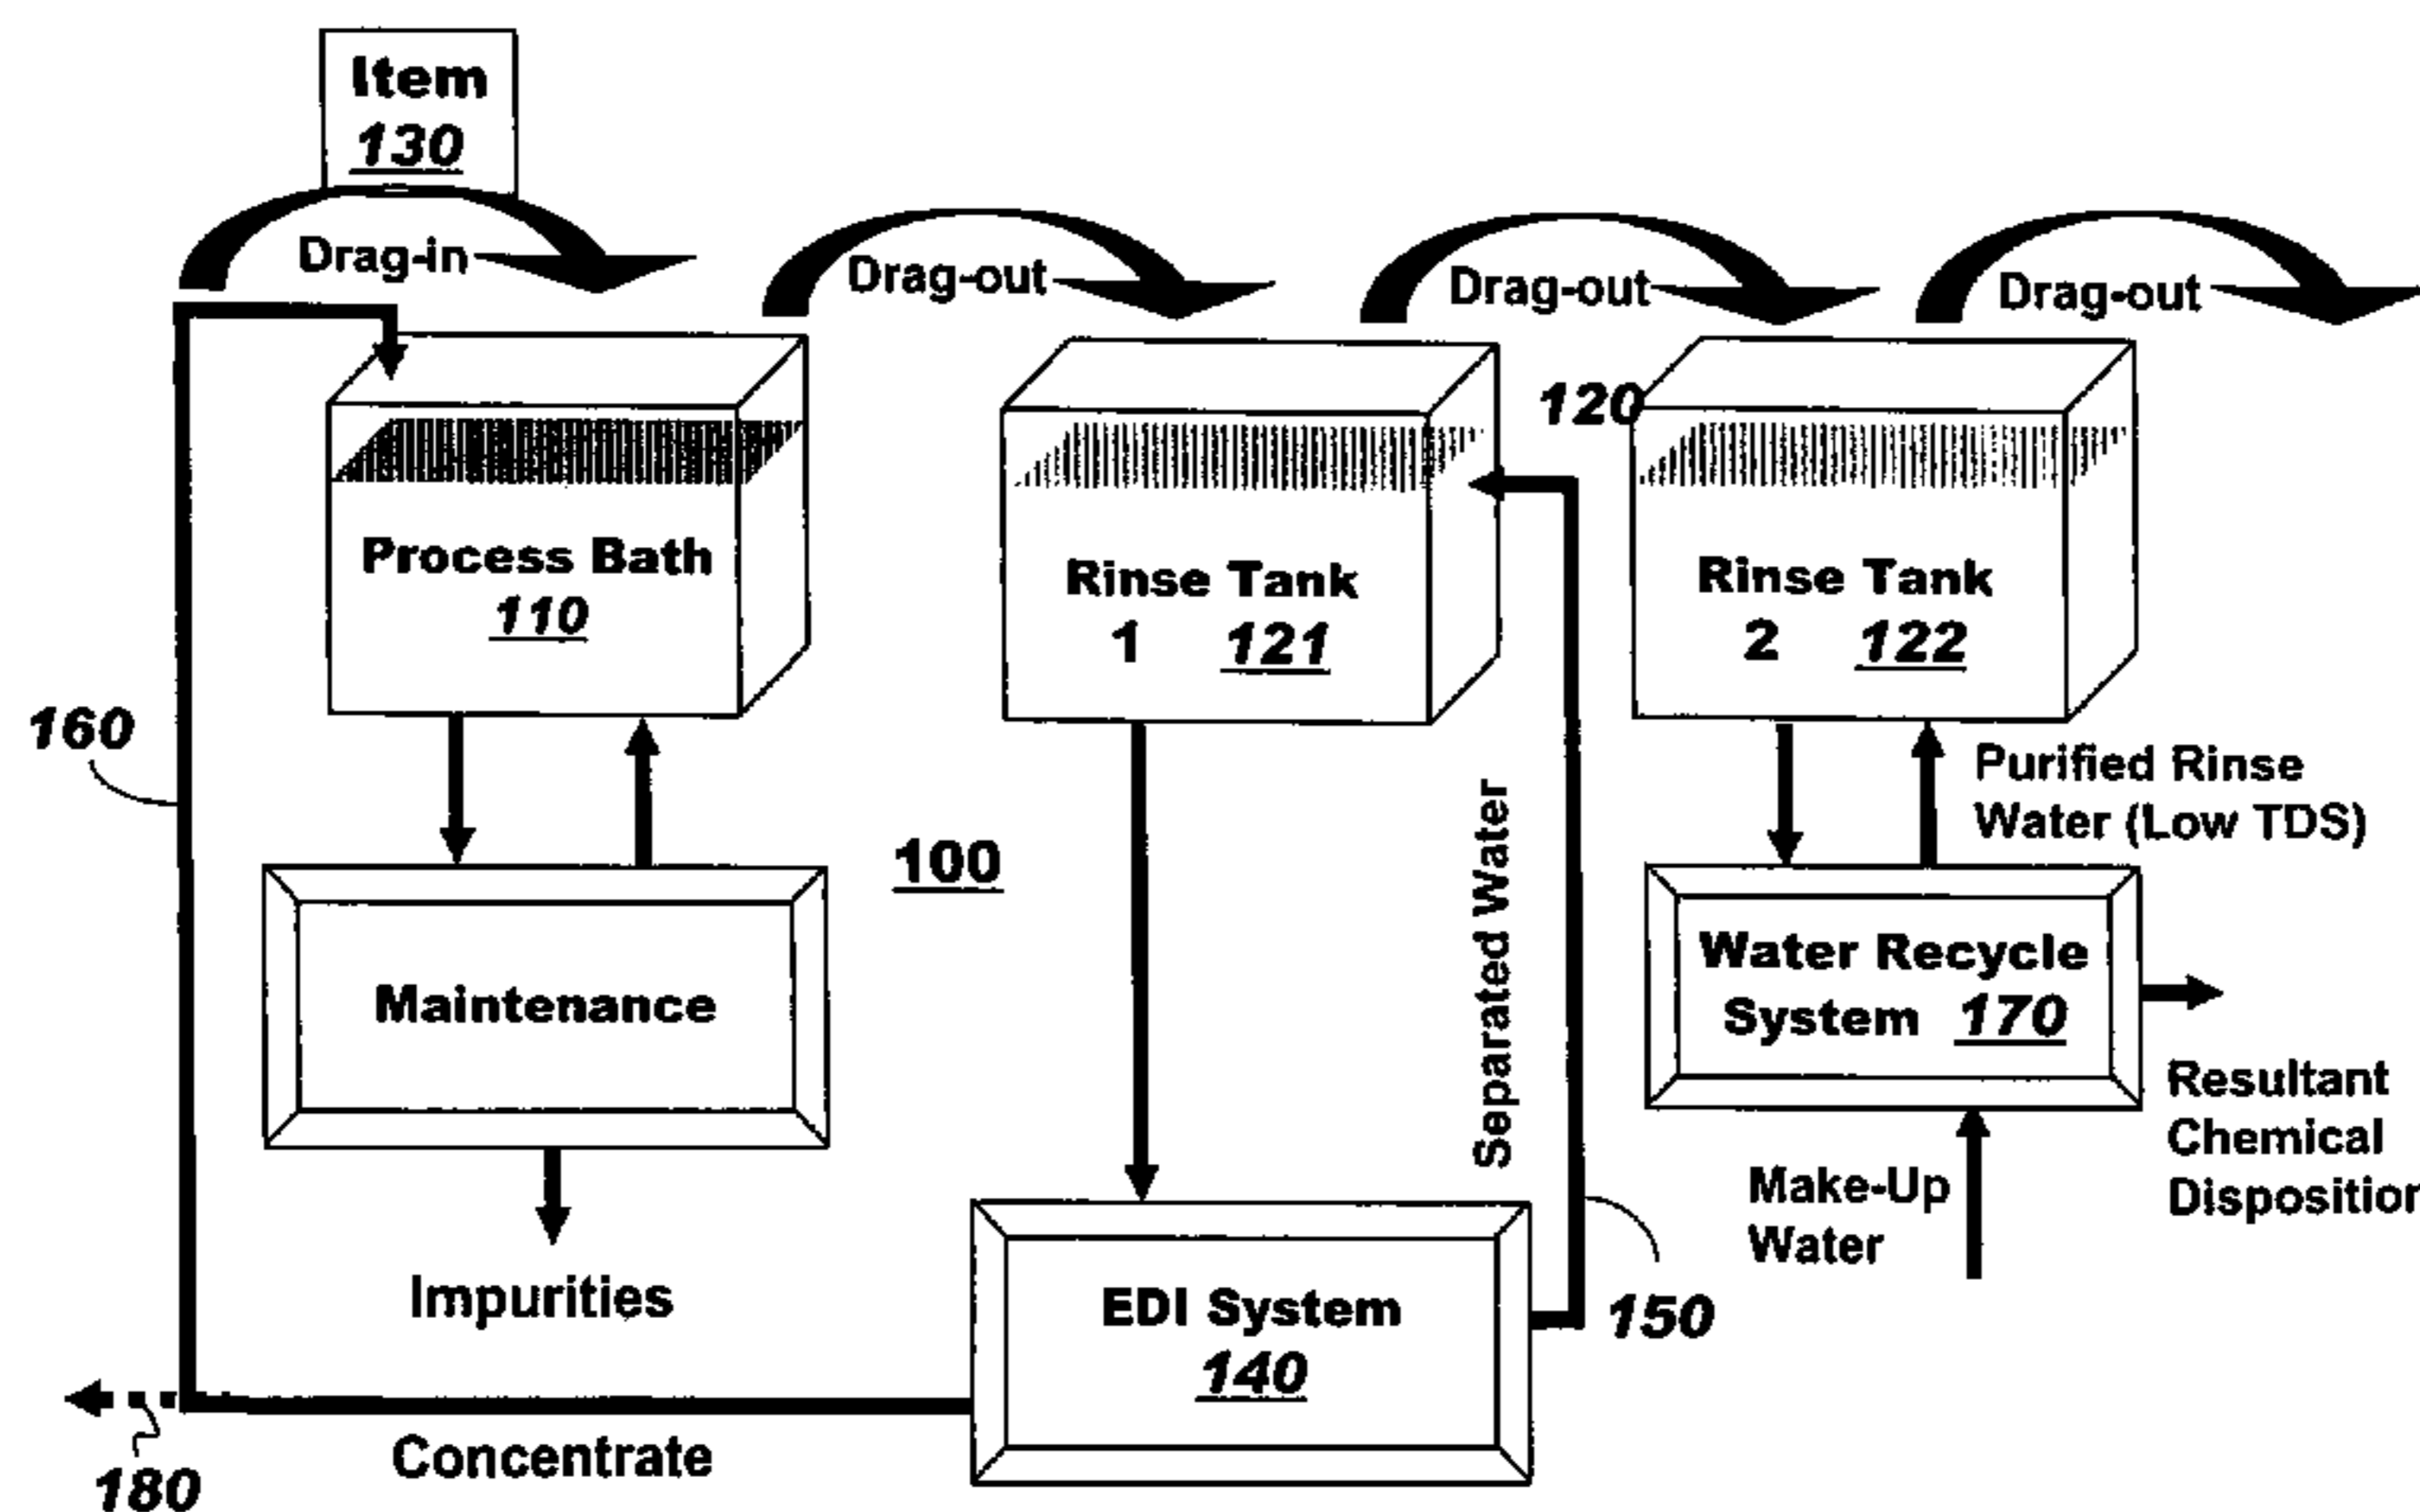 Item
130
Drag-in
Drag-out
Drag-out
Drag-out
120
Process Bath
110
Rinse Tank
1 121
Rinse Tank
2 122
160
Purified Rinse
Water (Low TDS)
100
Separated Water
Maintenance
Water Recycle
System 170
Resultant
Chemical
Disposition
Make-Up
Water
Impurities
EDI System
140
150
Concentrate
180